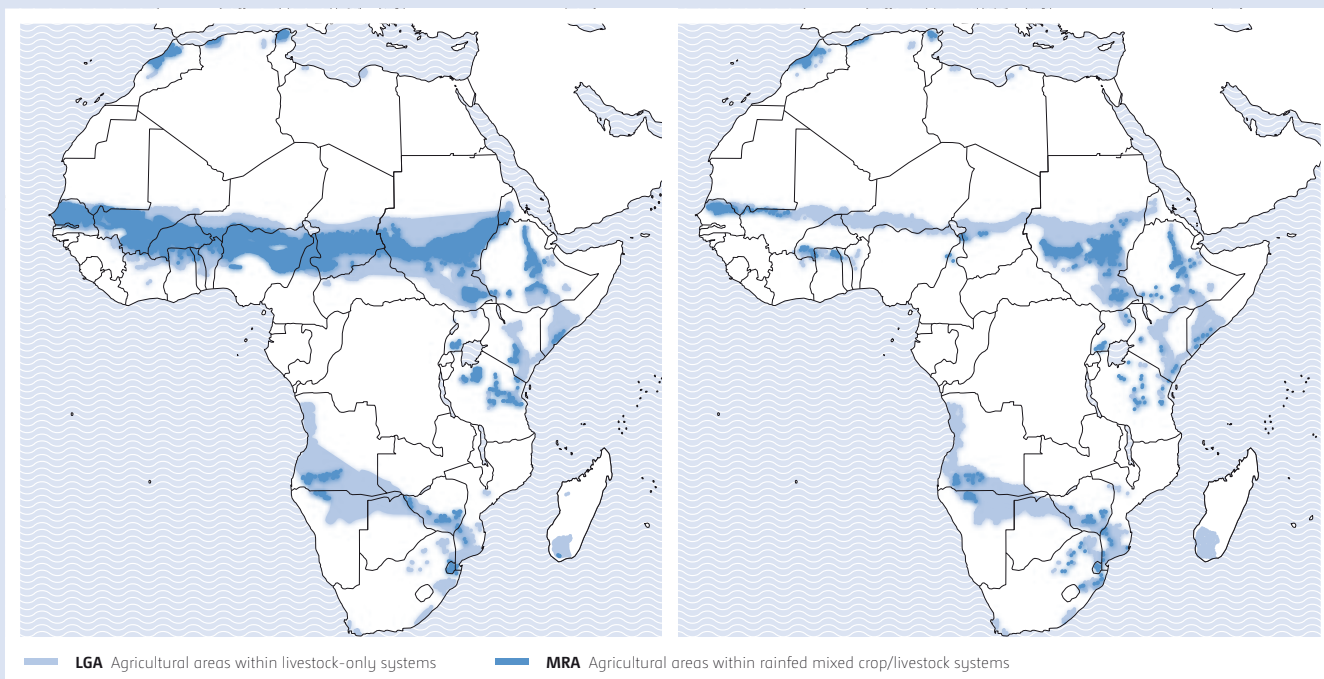 LGA Agricultural areas within livestock-only systems
MRA Agricultural areas within rainfed mixed crop/livestock systems